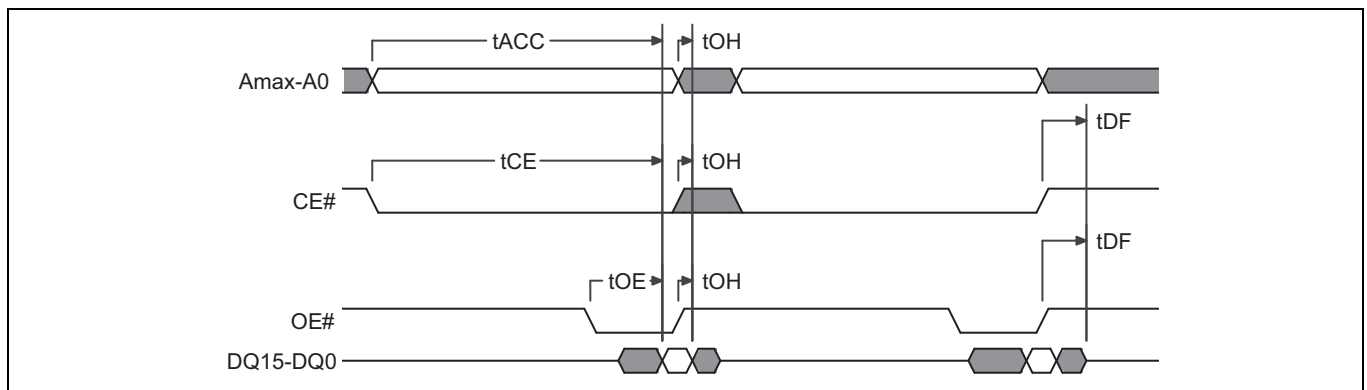 tACC tOH
Amax-A0
tDF
tCE tOH
CE#
tDF
tOE tOH
OE#
DQ15-DQ0